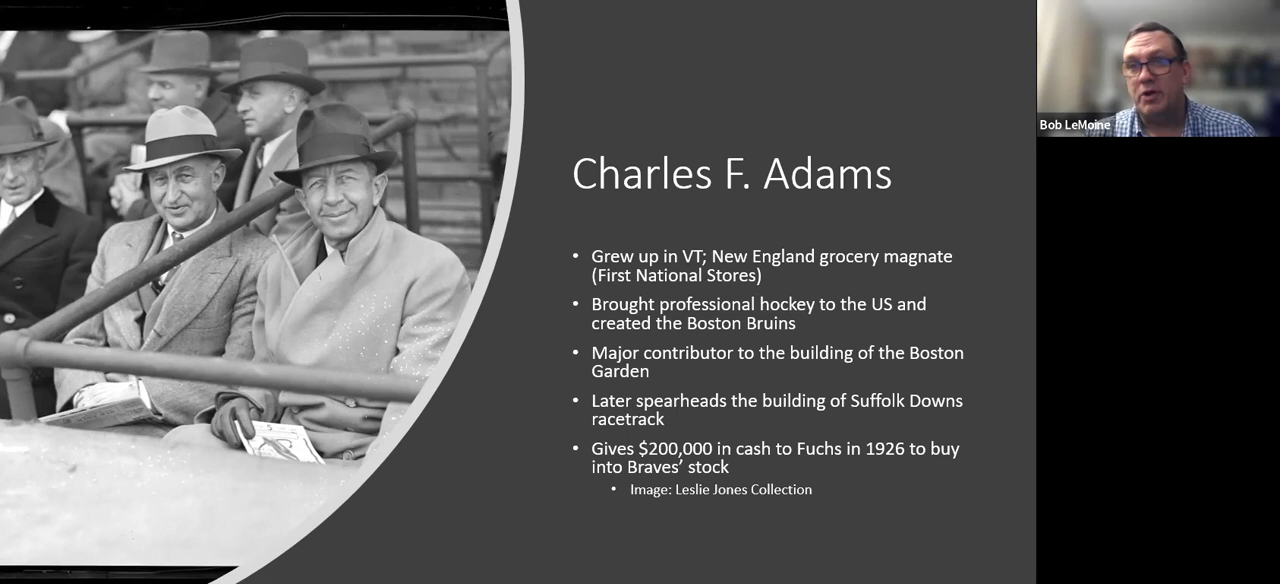 Charles F. Adams
• Grew up in VT; New England grocery magnate
(First National Stores)
• Brought professional hockey to the US and
created the Boston Bruins
• Major contributor to the building of the Boston
Garden
• Later spearheads the building of Suffolk Downs
racetrack
• Gives $200,000 in cash to Fuchs in 1926 to buy
into Braves’ stock
• Image: Leslie Jones Collection
Bob LeMoine